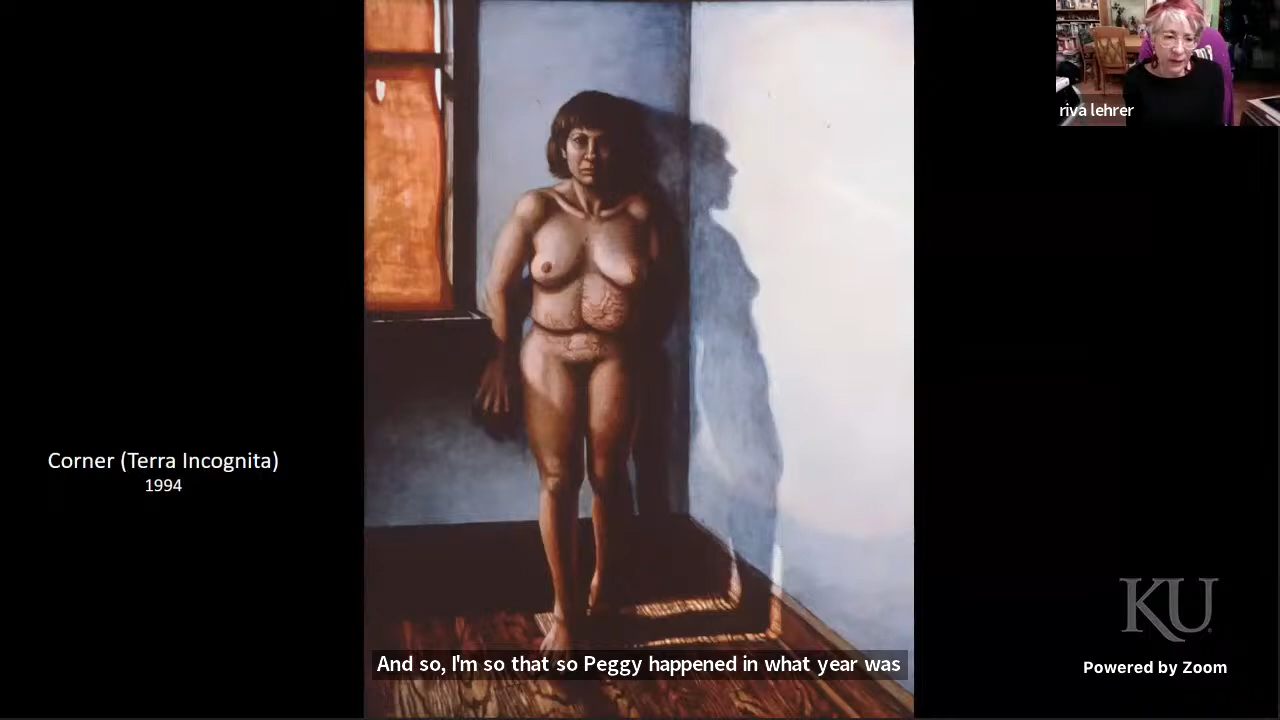 riva lehrer
Corner (Terra Incognita)
1994
KU
Powered by Zoom
And so, I'm so that so Peggy happened in what year was